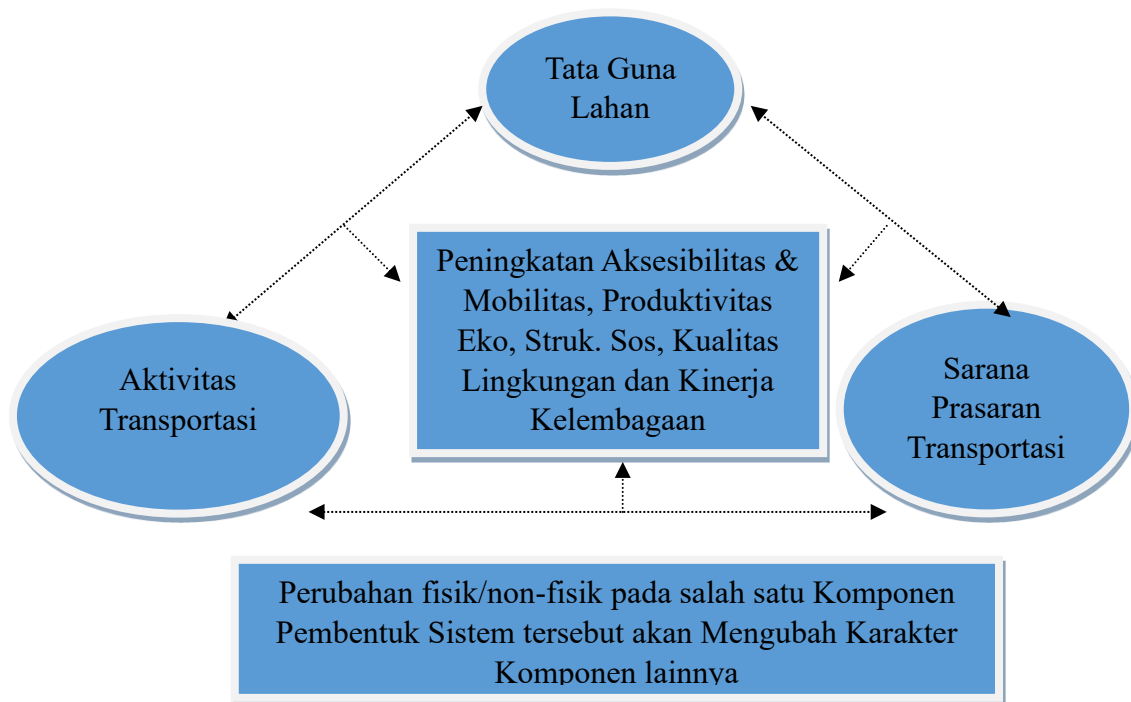 Tata Guna
Lahan
Peningkatan Aksesibilitas &
Mobilitas, Produktivitas
Eko, Struk. Sos, Kualitas
Lingkungan dan Kinerja
Kelembagaan
Aktivitas
Transportasi
Sarana
Prasaran
Transportasi
Perubahan fisik/non-fisik pada salah satu Komponen
Pembentuk Sistem tersebut akan Mengubah Karakter
Komponen lainnya